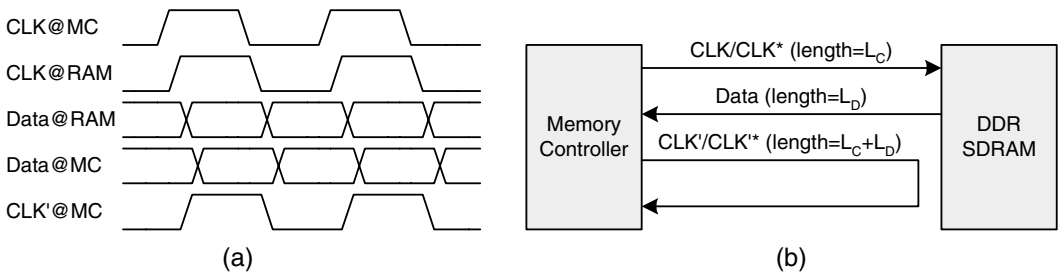 CLK@MC
CLK@RAM
Data@RAM
Data@MC
CLK'@MC
(a)
Memory
Controller
CLK/CLK* (length=L_C)
Data (length=L_D)
CLK'/CLK'* (length=L_C+L_D)
DDR
SDRAM
(b)